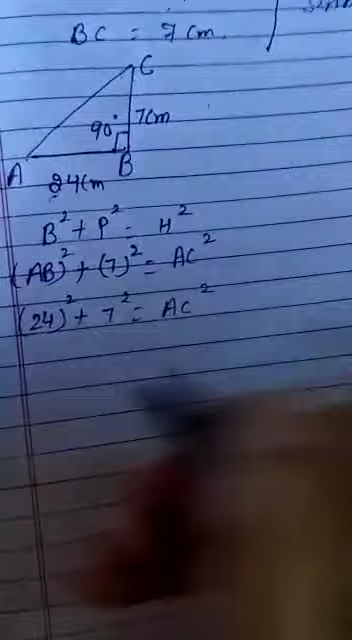 BC = 7 cm.
C
90° 7cm
A B
24cm
B² + P² = H²
(AB)² + (7)² = AC²
(24)² + 7² = AC²